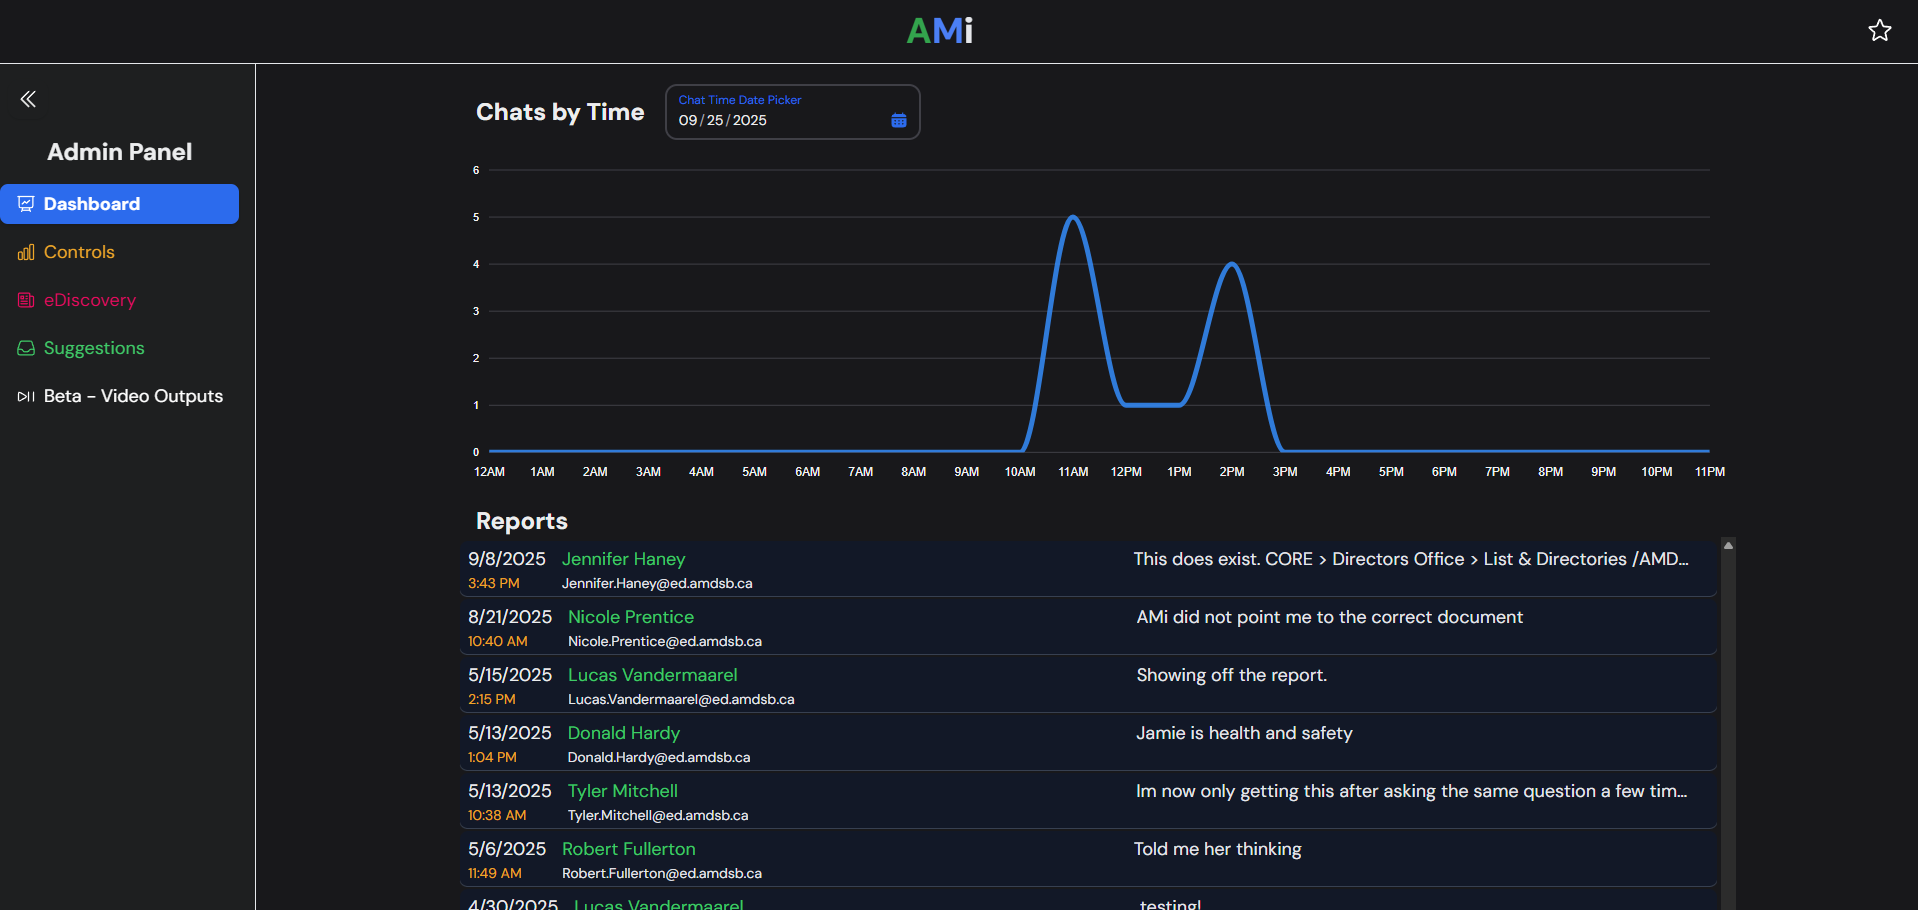 AMi
Admin Panel
Dashboard
Controls
eDiscovery
Suggestions
Beta - Video Outputs
Chats by Time
Chat Time Date Picker
09/25/2025
6
5
4
3
2
1
0
12AM 1AM 2AM 3AM 4AM 5AM 6AM 7AM 8AM 9AM 10AM 11AM 12PM 1PM 2PM 3PM 4PM 5PM 6PM 7PM 8PM 9PM 10PM 11PM
Reports
9/8/2025 Jennifer Haney This does exist. CORE > Directors Office > List & Directories /AMD...
3:43 PM Jennifer.Haney@ed.amdsb.ca
8/21/2025 Nicole Prentice AMi did not point me to the correct document
10:40 AM Nicole.Prentice@ed.amdsb.ca
5/15/2025 Lucas Vandermaarel Showing off the report.
2:15 PM Lucas.Vandermaarel@ed.amdsb.ca
5/13/2025 Donald Hardy Jamie is health and safety
1:04 PM Donald.Hardy@ed.amdsb.ca
5/13/2025 Tyler Mitchell Im now only getting this after asking the same question a few tim...
10:38 AM Tyler.Mitchell@ed.amdsb.ca
5/6/2025 Robert Fullerton Told me her thinking
11:49 AM Robert.Fullerton@ed.amdsb.ca
4/30/2025 Lucas Vandermaarel testing!